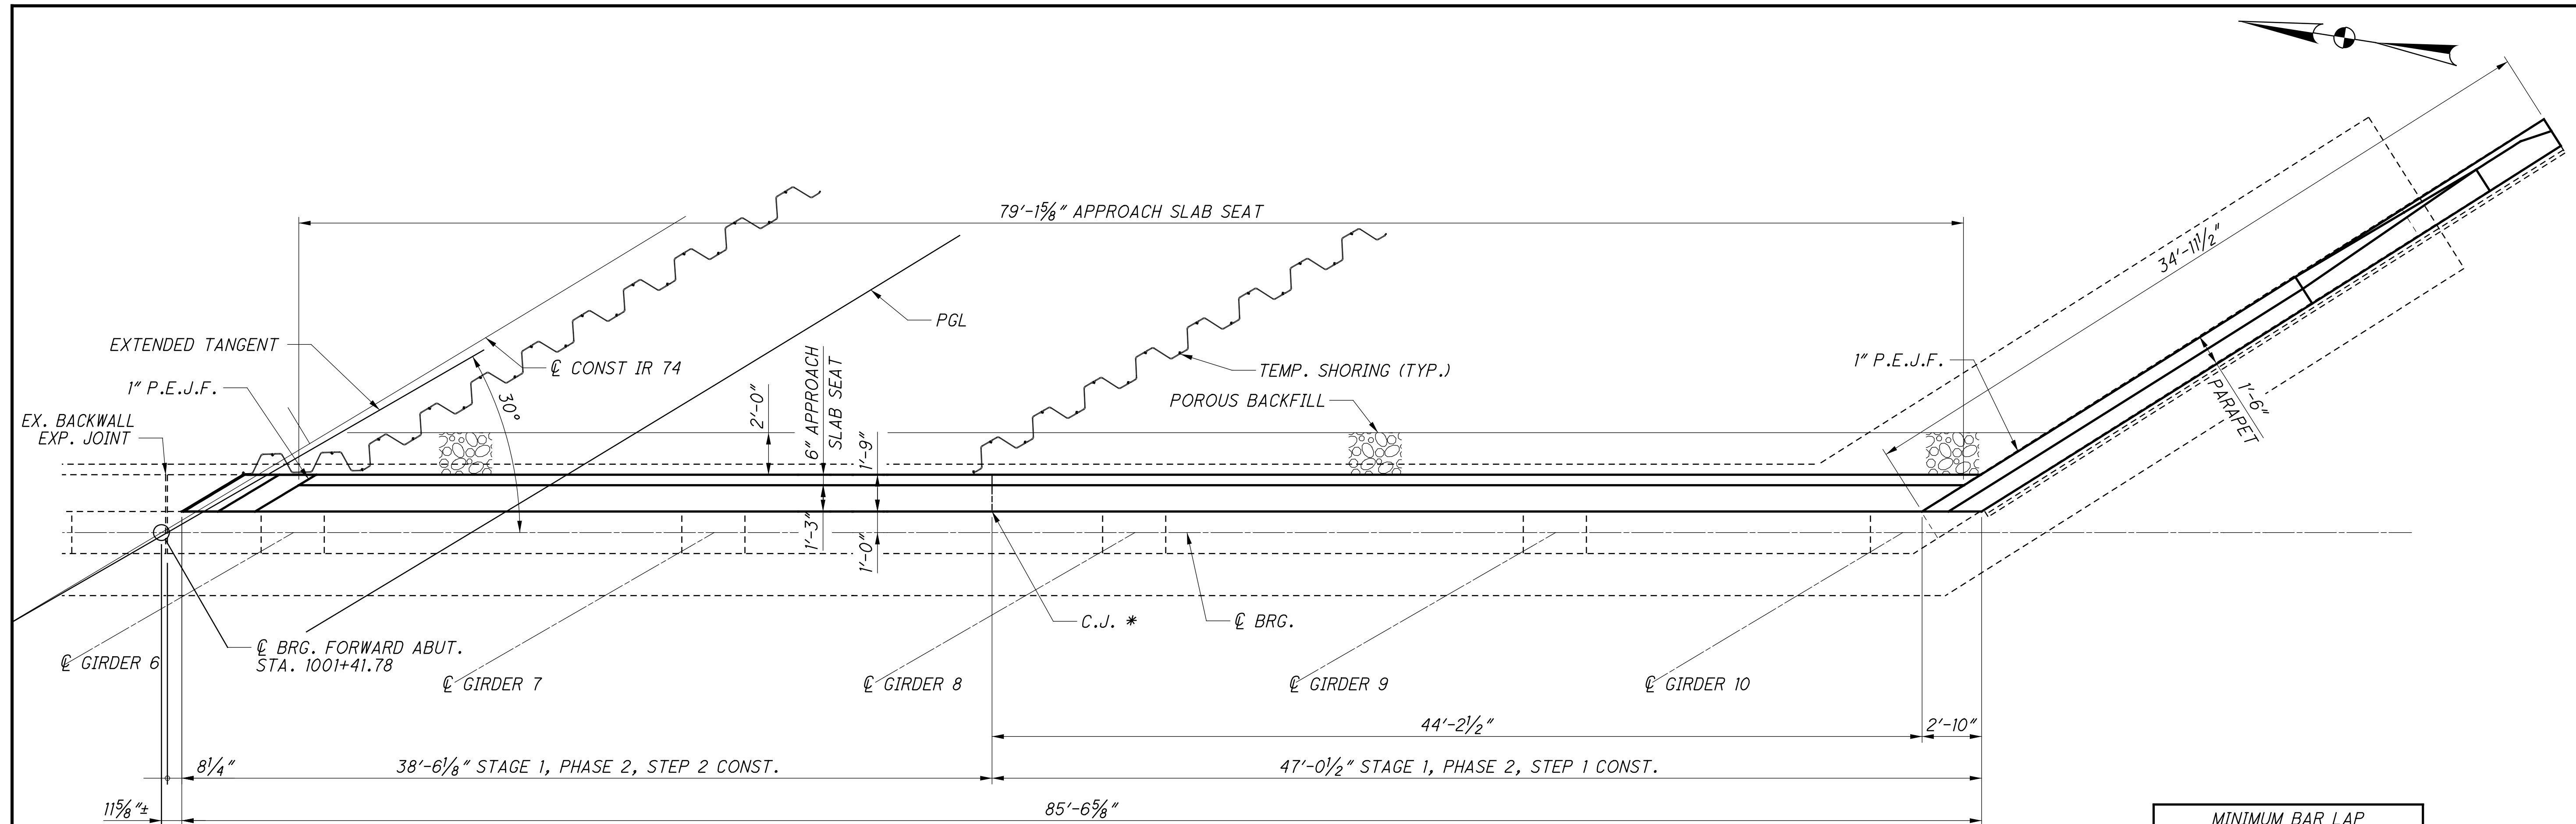 79'-1⅝" APPROACH SLAB SEAT
34'-11½"
EXTENDED TANGENT
1" P.E.J.F.
EX. BACKWALL
EXP. JOINT
℄ CONST IR 74
30°
PGL
2'-0"
6" APPROACH
SLAB SEAT
1'-9"
1'-3"
1'-0"
TEMP. SHORING (TYP.)
POROUS BACKFILL
1" P.E.J.F.
1'-6"
PARAPET
℄ BRG. FORWARD ABUT.
STA. 1001+41.78
C.J. *
℄ BRG.
℄ GIRDER 6
℄ GIRDER 7
℄ GIRDER 8
℄ GIRDER 9
℄ GIRDER 10
44'-2½"
2'-10"
8¼"
38'-6⅛" STAGE 1, PHASE 2, STEP 2 CONST.
47'-0½" STAGE 1, PHASE 2, STEP 1 CONST.
11⅝"±
85'-6⅝"
MINIMUM BAR LAP